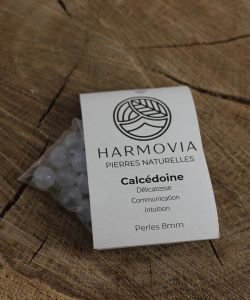 HARMOVIA
PIERRES NATURELLES
Calcédoine
Délicatesse
Communication
Intuition
Perles 8mm